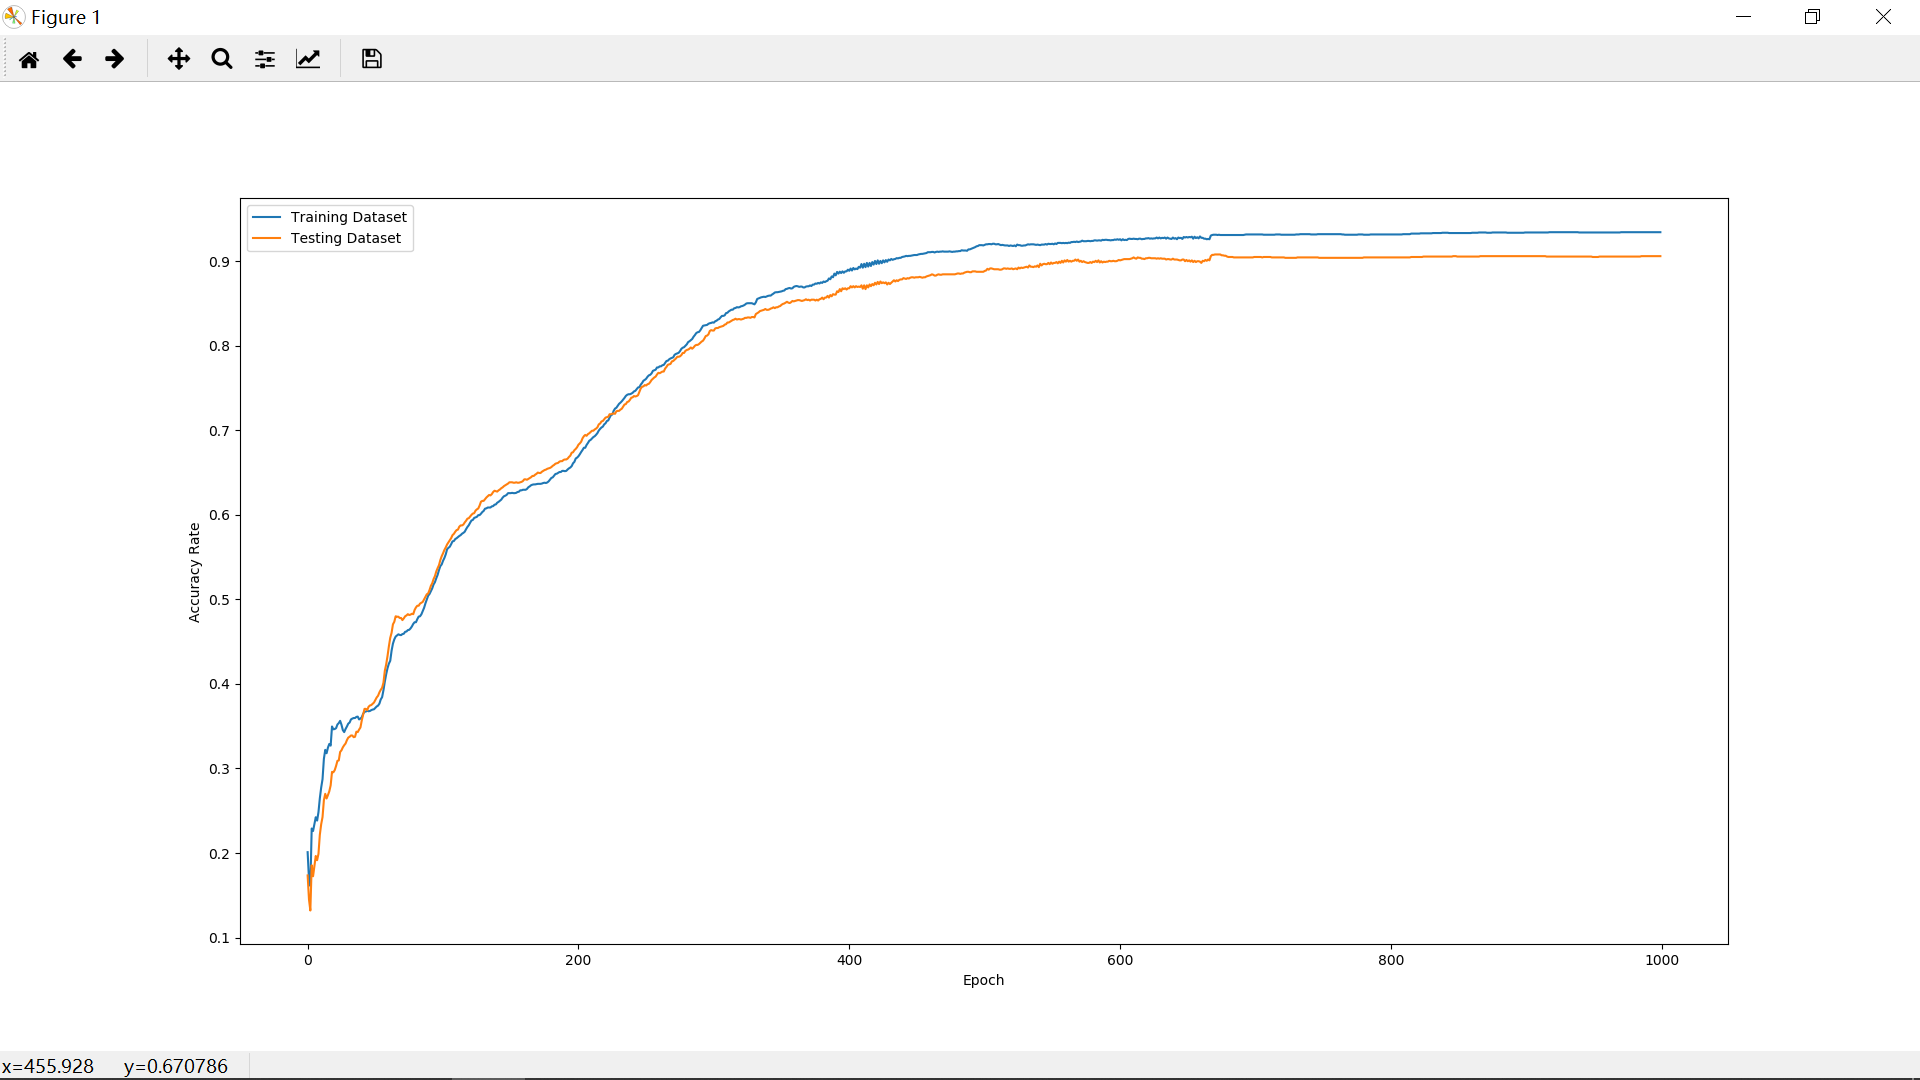 Figure 1
Training Dataset
Testing Dataset
0.9
0.8
0.7
0.6
0.5
0.4
0.3
0.2
0.1
Accuracy Rate
0 200 400 600 800 1000
Epoch
x=455.928 y=0.670786